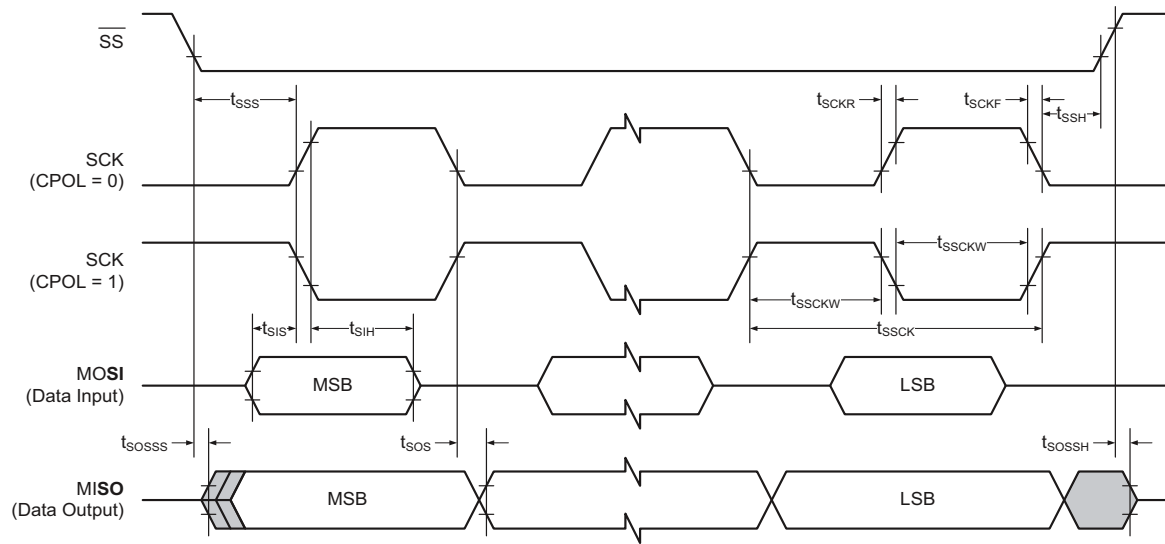 SS
tSSS
tSCKR
tSCKF
tSSH
SCK
(CPOL = 0)
SCK
(CPOL = 1)
tSSCKW
tSSCKW
tSSCK
tSIS
tSIH
MOSI
(Data Input)
MSB
LSB
tSOSSS
tSOS
tSOSSH
MISO
(Data Output)
MSB
LSB